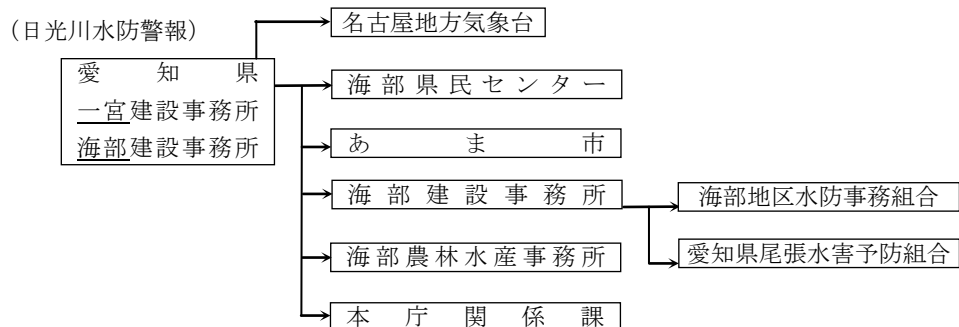 (日光川水防警報)
名古屋地方気象台
愛知県
一宮建設事務所
海部建設事務所
海部県民センター
あま市
海部建設事務所
海部地区水防事務組合
海部農林水産事務所
愛知県尾張水害予防組合
本庁関係課